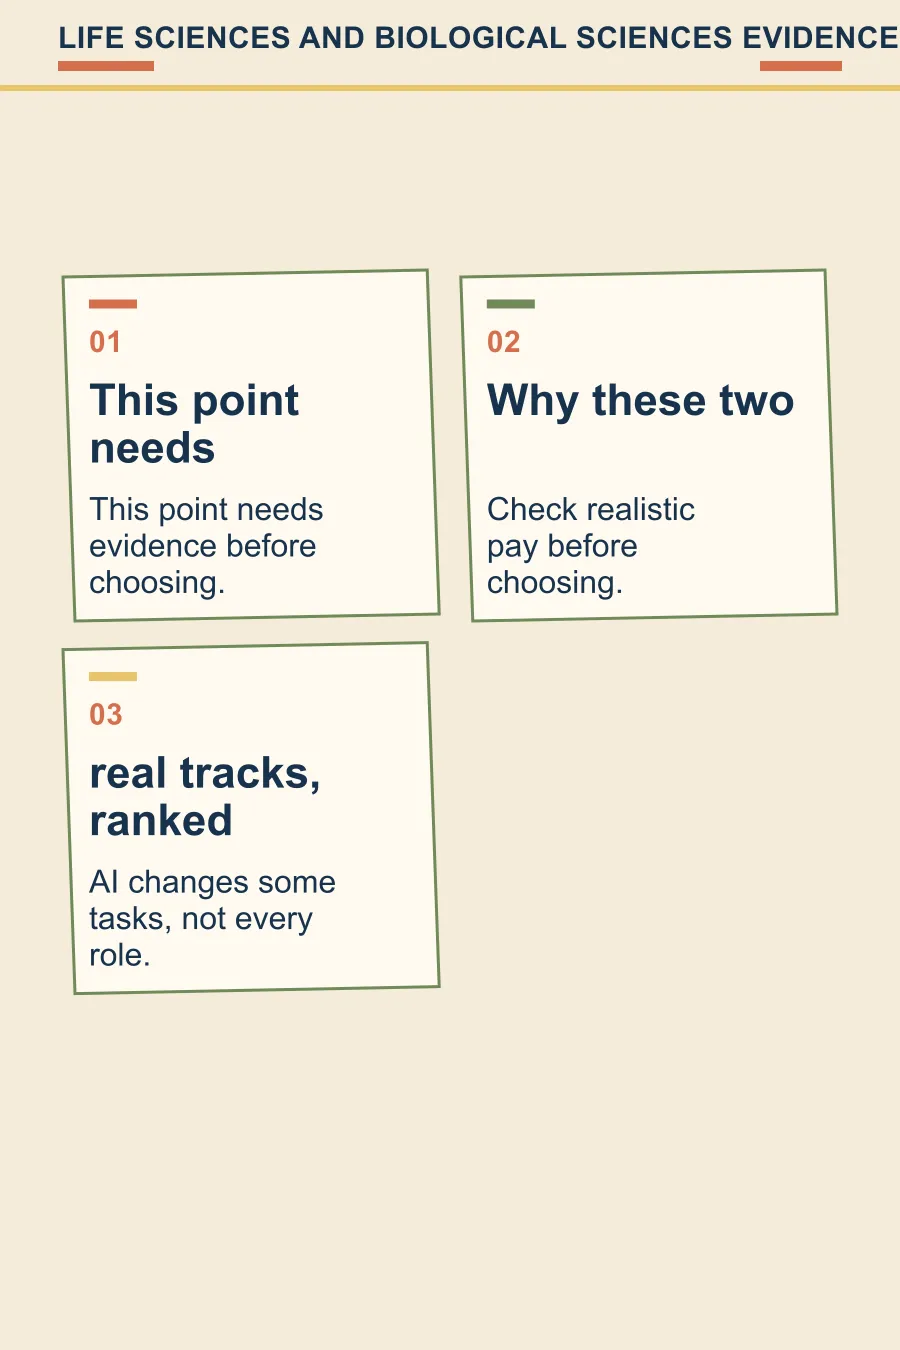 LIFE SCIENCES AND BIOLOGICAL SCIENCES EVIDENCE
01
This point
needs
This point needs
evidence before
choosing.
02
Why these two
Check realistic
pay before
choosing.
03
real tracks,
ranked
AI changes some
tasks, not every
role.